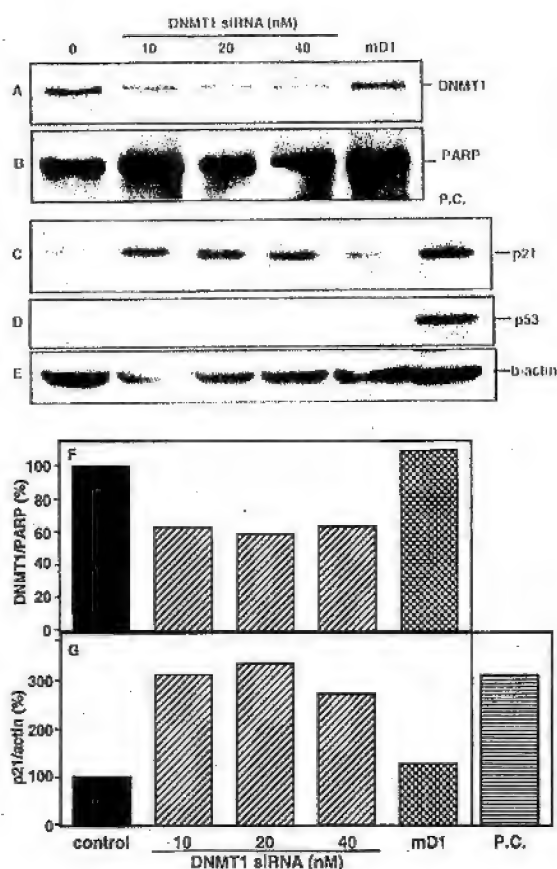 DNMT1 siRNA (nM)
0 10 20 40 mD1
A DNMT1
B PARP
P.C.
C p21
D p53
E b-actin
F
DNMT1/PARP (%)
100
80
60
40
20
0
G
p21/actin (%)
300
200
100
0
control 10 20 40 mD1 P.C.
DNMT1 siRNA (nM)